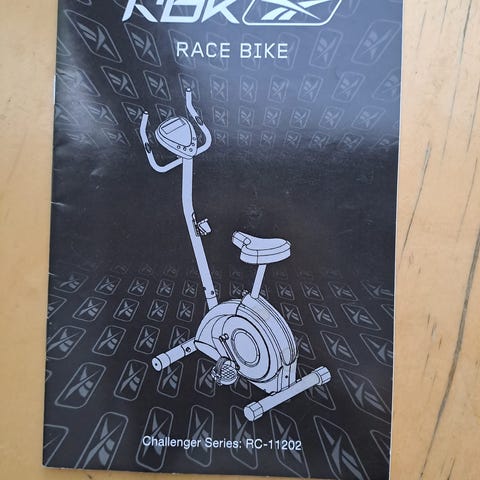 RBK
RACE BIKE
Challenger Series: RC-11202